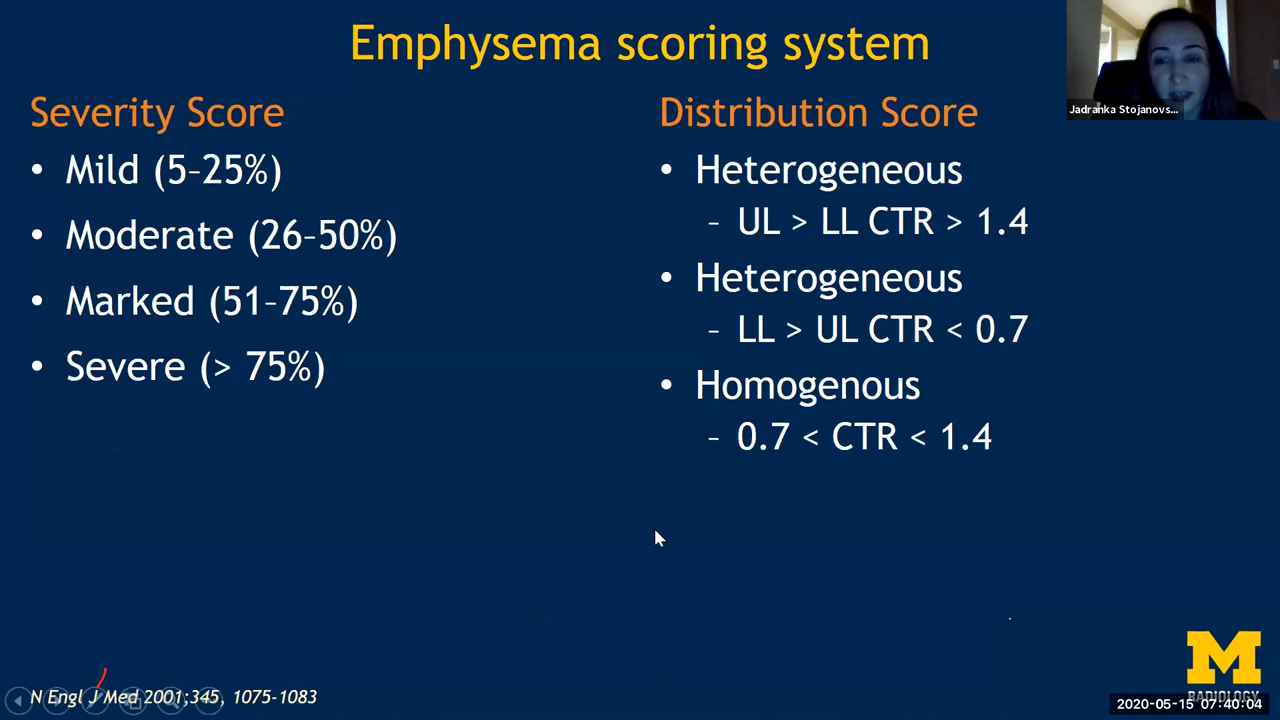 Emphysema scoring system
Jadranka Stojanovs...
Severity Score
• Mild (5–25%)
• Moderate (26–50%)
• Marked (51–75%)
• Severe (> 75%)
Distribution Score
• Heterogeneous
– UL > LL CTR > 1.4
• Heterogeneous
– LL > UL CTR < 0.7
• Homogenous
– 0.7 < CTR < 1.4
N Engl J Med 2001;345, 1075-1083
M
RADIOLOGY
2020-05-15 07:40:04